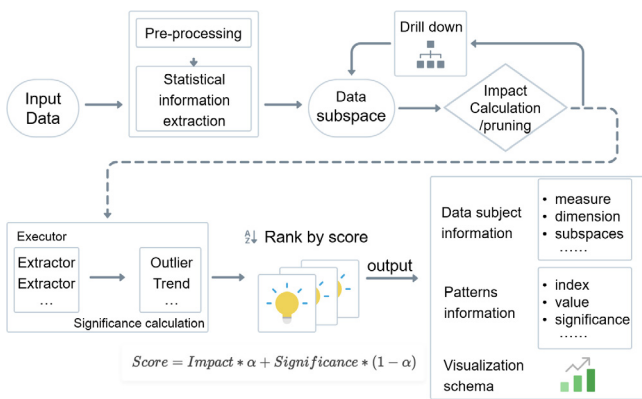 Input
Data
Pre-processing
Statistical
information
extraction
Data
subspace
Drill down
Impact
Calculation
/pruning
Executor
Extractor
Extractor
...
Outlier
Trend
...
Significance calculation
A
Z
Rank by score
output
Score = Impact * α + Significance * (1 − α)
Data subject
information
• measure
• dimension
• subspaces
......
Patterns
information
• index
• value
• significance
......
Visualization
schema